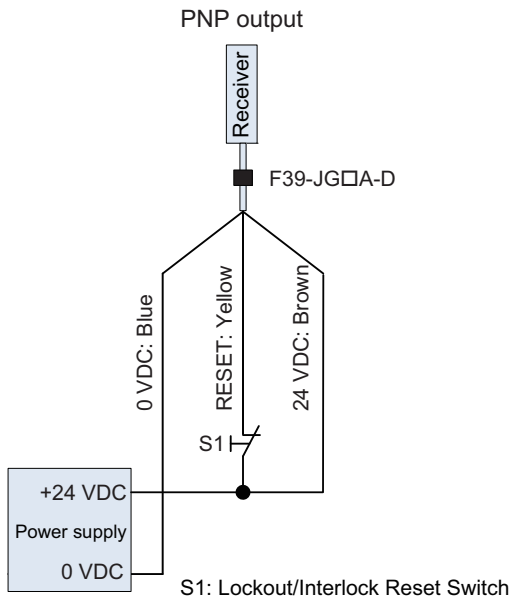 PNP output
Receiver
F39-JG□A-D
0 VDC: Blue
RESET: Yellow
24 VDC: Brown
S1
+24 VDC
Power supply
0 VDC
S1: Lockout/Interlock Reset Switch